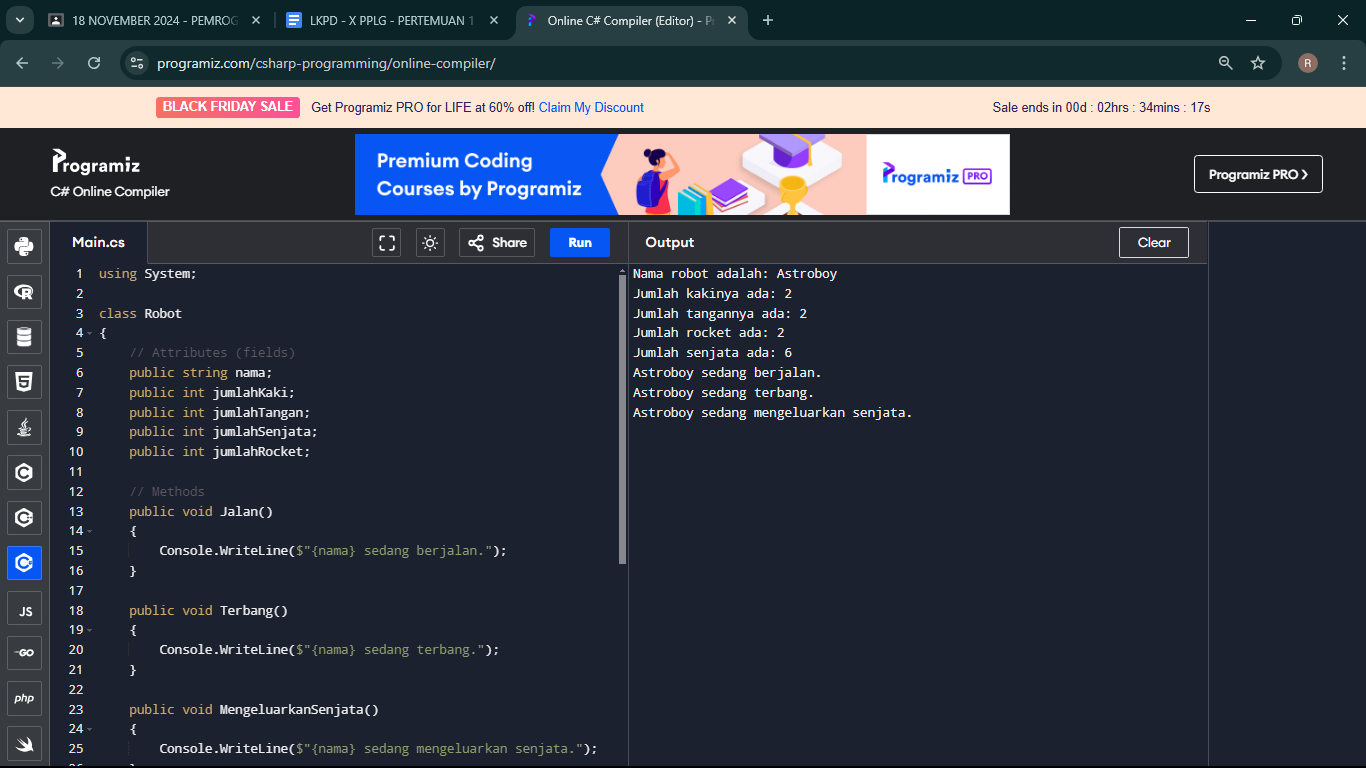 18 NOVEMBER 2024 - PEMROG
LKPD - X PPLG - PERTEMUAN 1
Online C# Compiler (Editor) - Pr
programiz.com/csharp-programming/online-compiler/
R
BLACK FRIDAY SALE Get Programiz PRO for LIFE at 60% off! Claim My Discount
Sale ends in 00d : 02hrs : 34mins : 17s
Programiz
C# Online Compiler
Premium Coding
Courses by Programiz
Programiz PRO
Programiz PRO
Main.cs
Share
Run
Output
Clear
1 using System;
2
3 class Robot
4 {
5 // Attributes (fields)
6 public string nama;
7 public int jumlahKaki;
8 public int jumlahTangan;
9 public int jumlahSenjata;
10 public int jumlahRocket;
11
12 // Methods
13 public void Jalan()
14 {
15 Console.WriteLine($"{nama} sedang berjalan.");
16 }
17
18 public void Terbang()
19 {
20 Console.WriteLine($"{nama} sedang terbang.");
21 }
22
23 public void MengeluarkanSenjata()
24 {
25 Console.WriteLine($"{nama} sedang mengeluarkan senjata.");
Nama robot adalah: Astroboy
Jumlah kakinya ada: 2
Jumlah tangannya ada: 2
Jumlah rocket ada: 2
Jumlah senjata ada: 6
Astroboy sedang berjalan.
Astroboy sedang terbang.
Astroboy sedang mengeluarkan senjata.
R
5
C
C
C
JS
GO
php